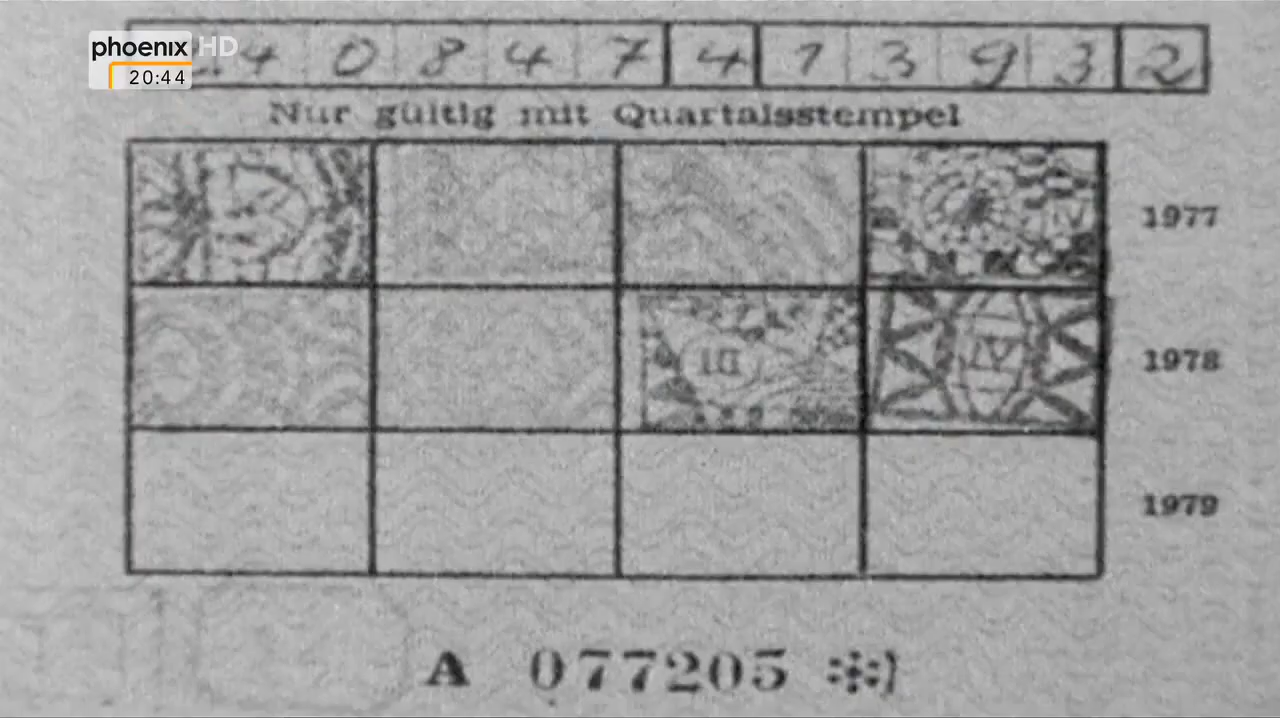 phoenix HD
20:44
4 0 8 4 7 4 1 3 9 3 2
Nur gültig mit Quartalsstempel
1977
III IV 1978
1979
A 077205 *)